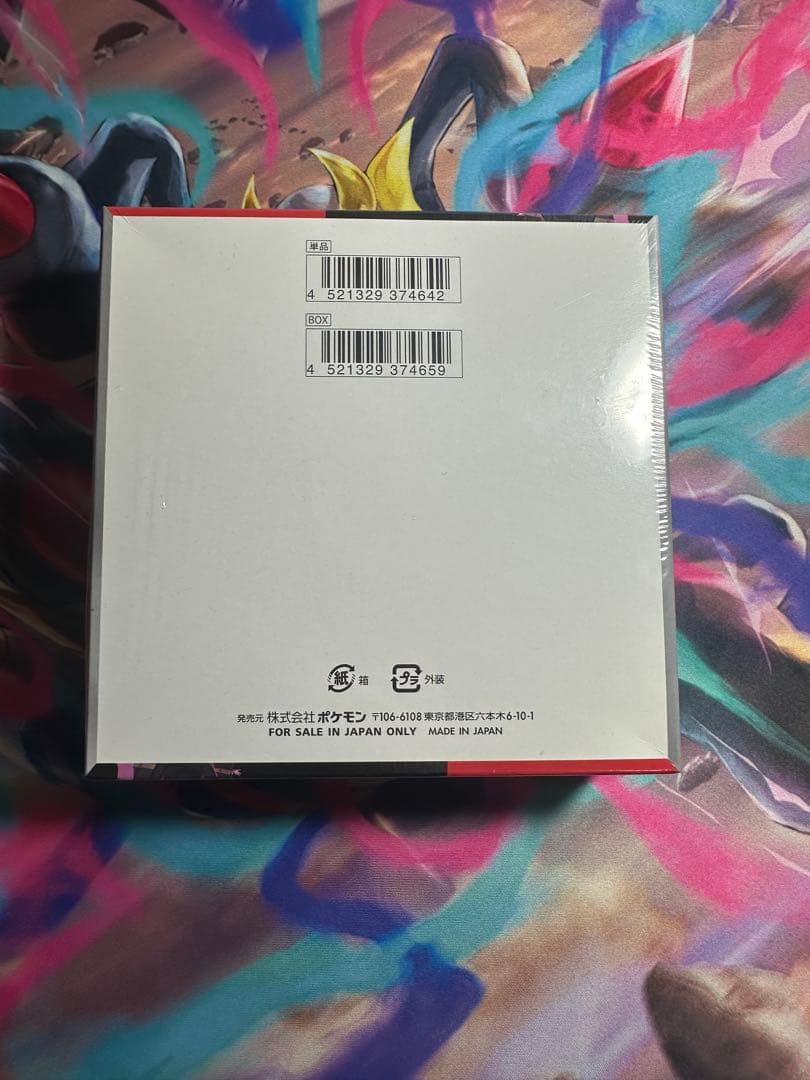 単品
4 521329 374642
BOX
4 521329 374659
紙 箱 プラ 外装
発売元 株式会社ポケモン 〒106-6108 東京都港区六本木6-10-1
FOR SALE IN JAPAN ONLY MADE IN JAPAN